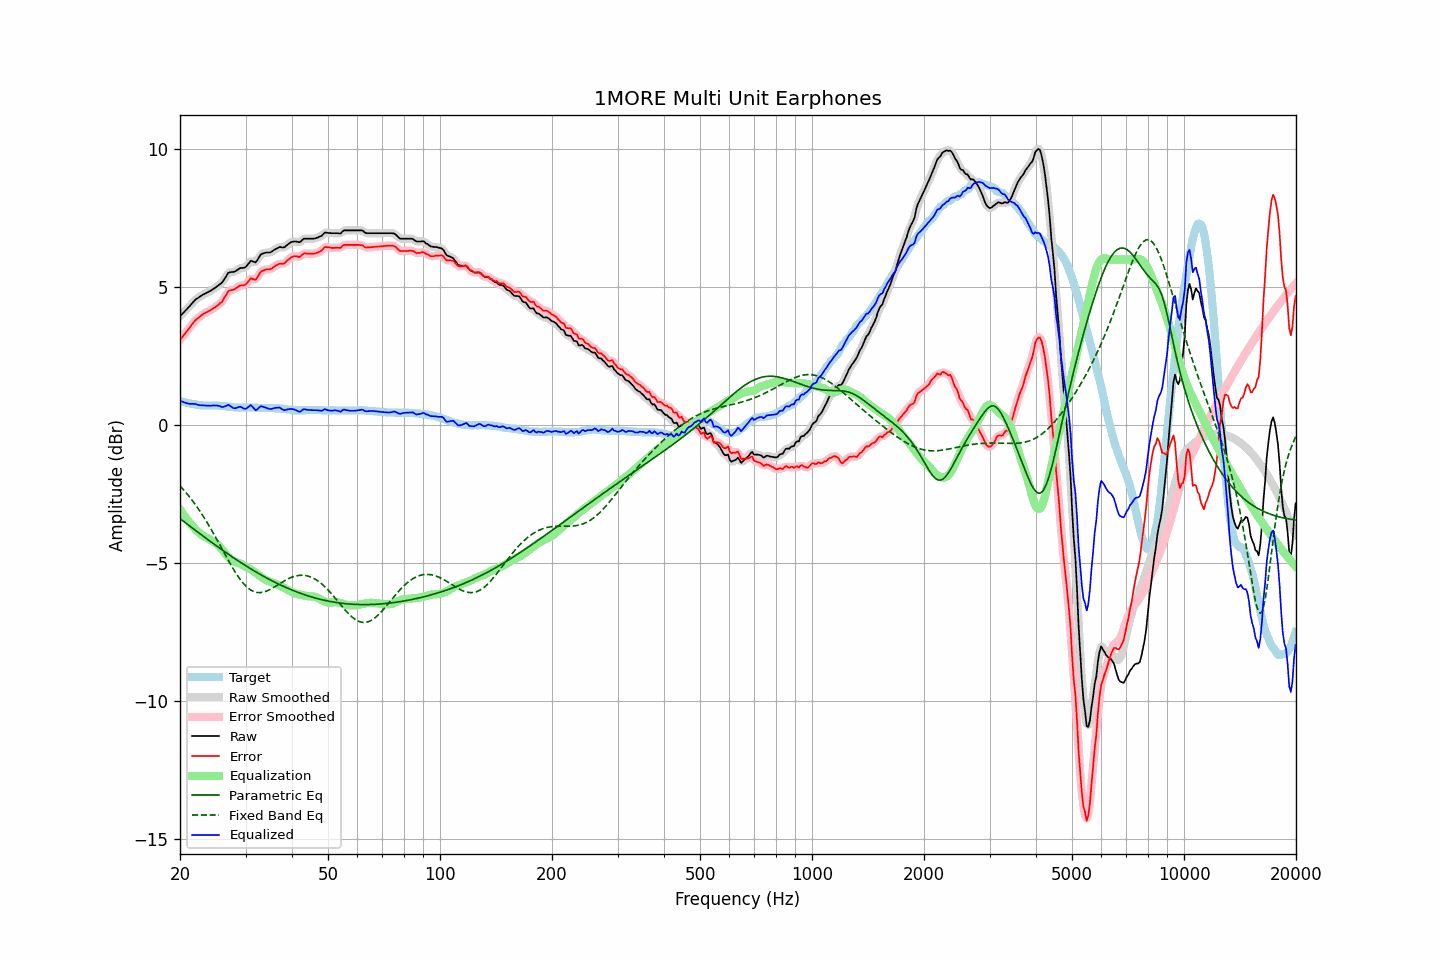 1MORE Multi Unit Earphones
Amplitude (dBr)
10
5
0
−5
−10
−15
Target
Raw Smoothed
Error Smoothed
Raw
Error
Equalization
Parametric Eq
Fixed Band Eq
Equalized
20 50 100 200 500 1000 2000 5000 10000 20000
Frequency (Hz)